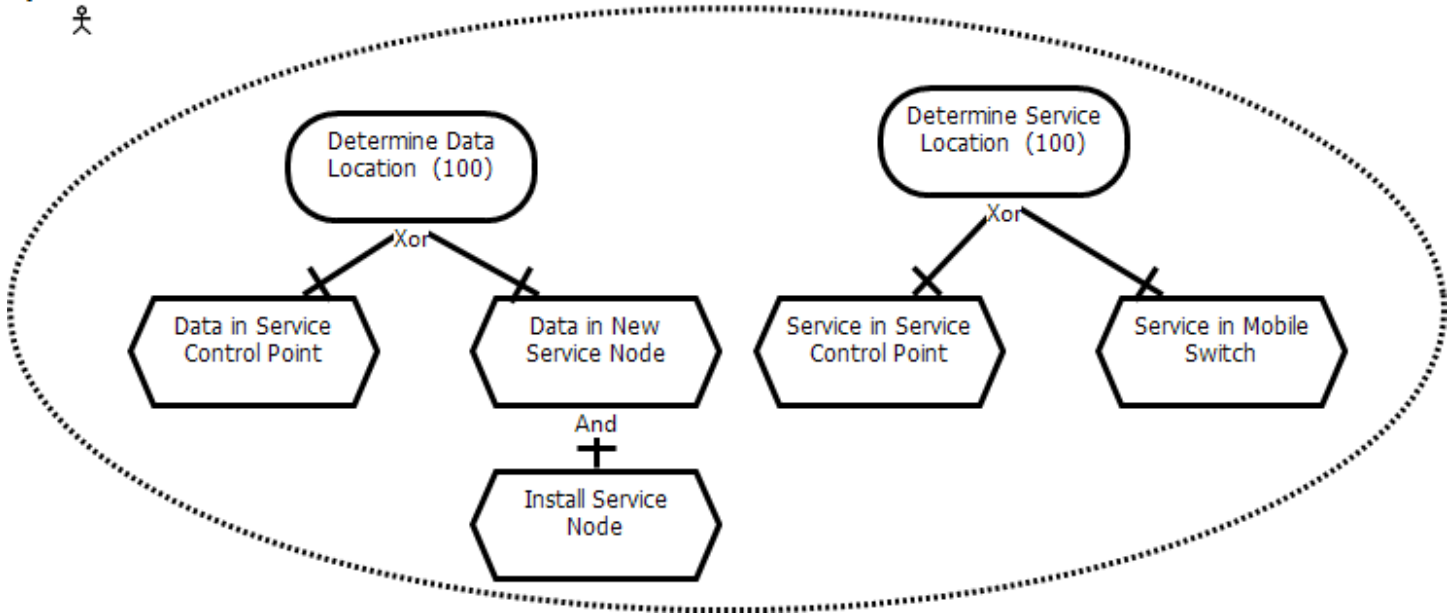 Determine Data
Location (100)
Determine Service
Location (100)
Xor
Xor
Data in Service
Control Point
Data in New
Service Node
Service in Service
Control Point
Service in Mobile
Switch
And
Install Service
Node